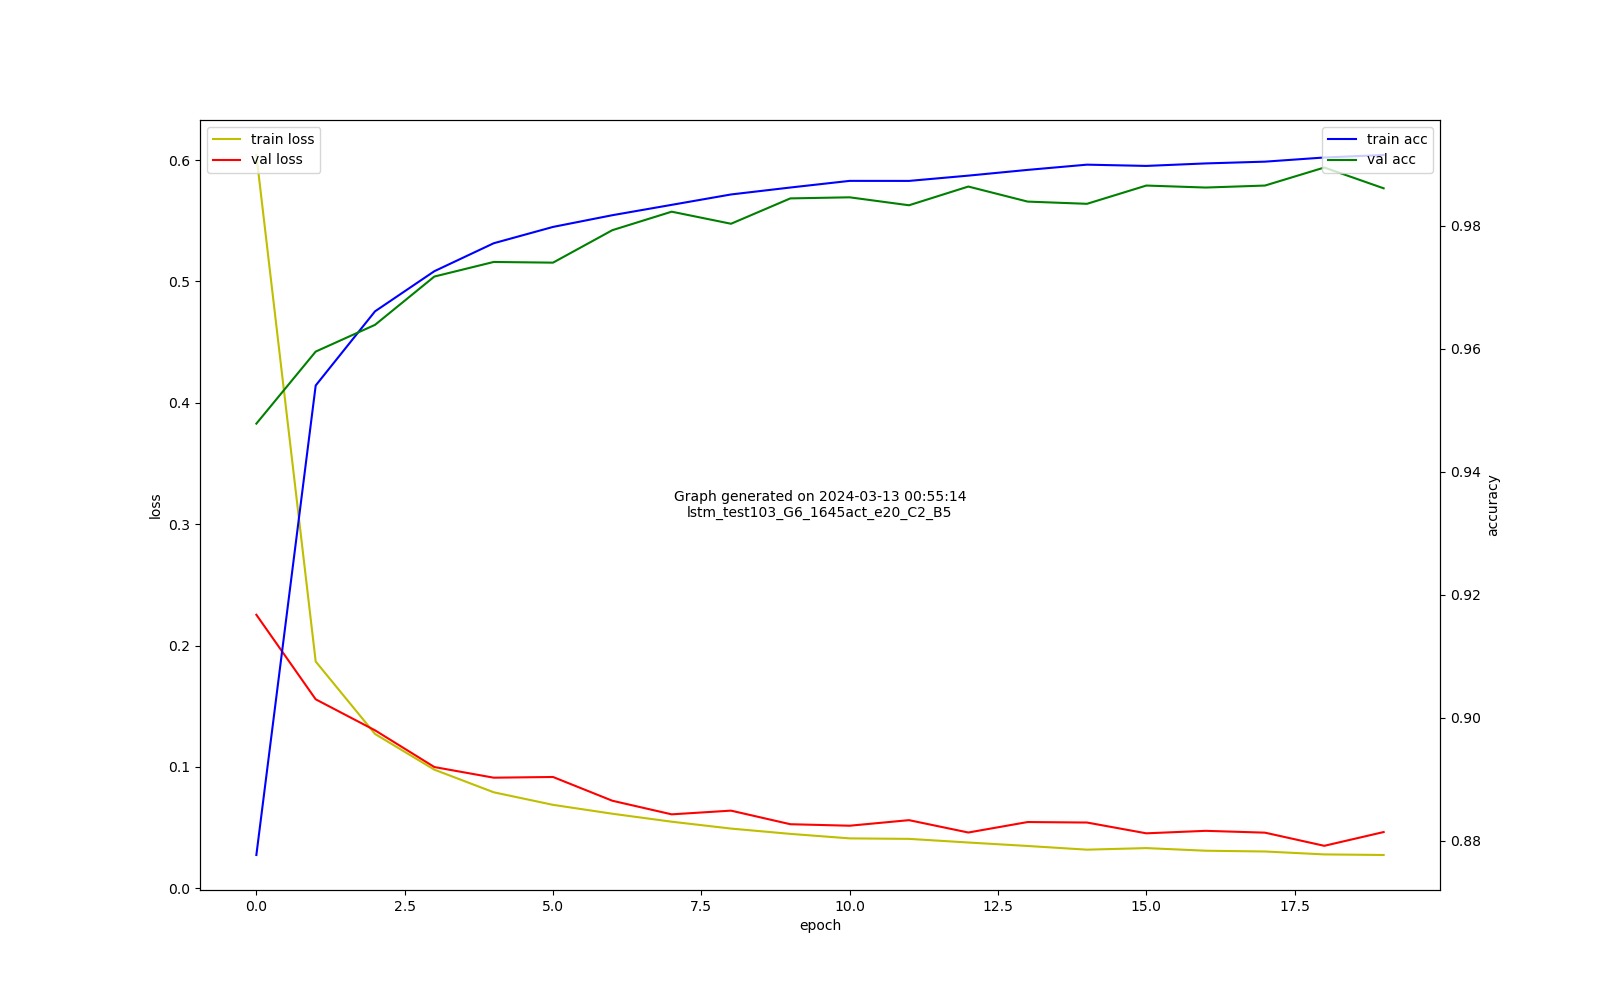 train loss
val loss
train acc
val acc
0.6
0.5
0.4
0.3
0.2
0.1
0.0
loss
Graph generated on 2024-03-13 00:55:14
lstm_test103_G6_1645act_e20_C2_B5
0.98
0.96
0.94
0.92
0.90
0.88
accuracy
0.0 2.5 5.0 7.5 10.0 12.5 15.0 17.5
epoch